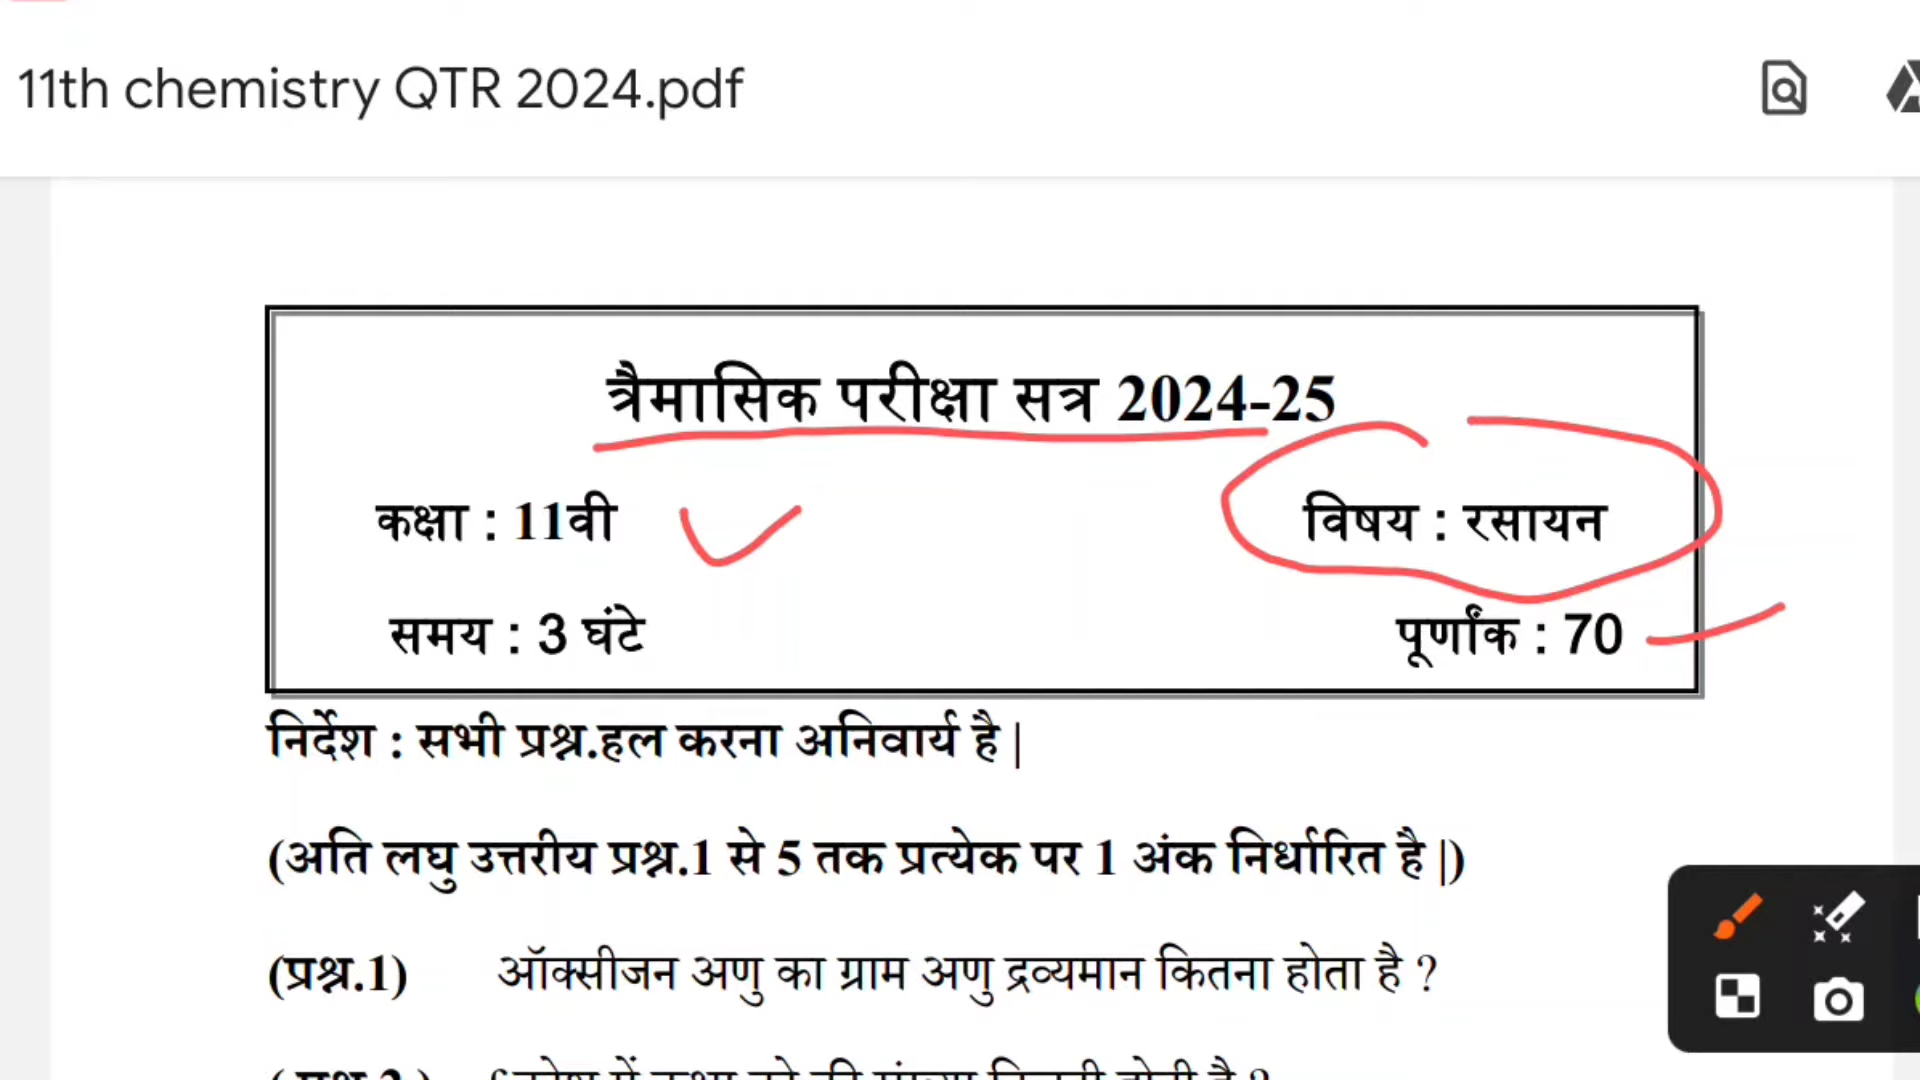 11th chemistry QTR 2024.pdf
त्रैमासिक परीक्षा सत्र 2024-25
कक्षा : 11वी विषय : रसायन
समय : 3 घंटे पूर्णांक : 70
निर्देश : सभी प्रश्न.हल करना अनिवार्य है |
(अति लघु उत्तरीय प्रश्न.1 से 5 तक प्रत्येक पर 1 अंक निर्धारित है |)
(प्रश्न.1) ऑक्सीजन अणु का ग्राम अणु द्रव्यमान कितना होता है ?